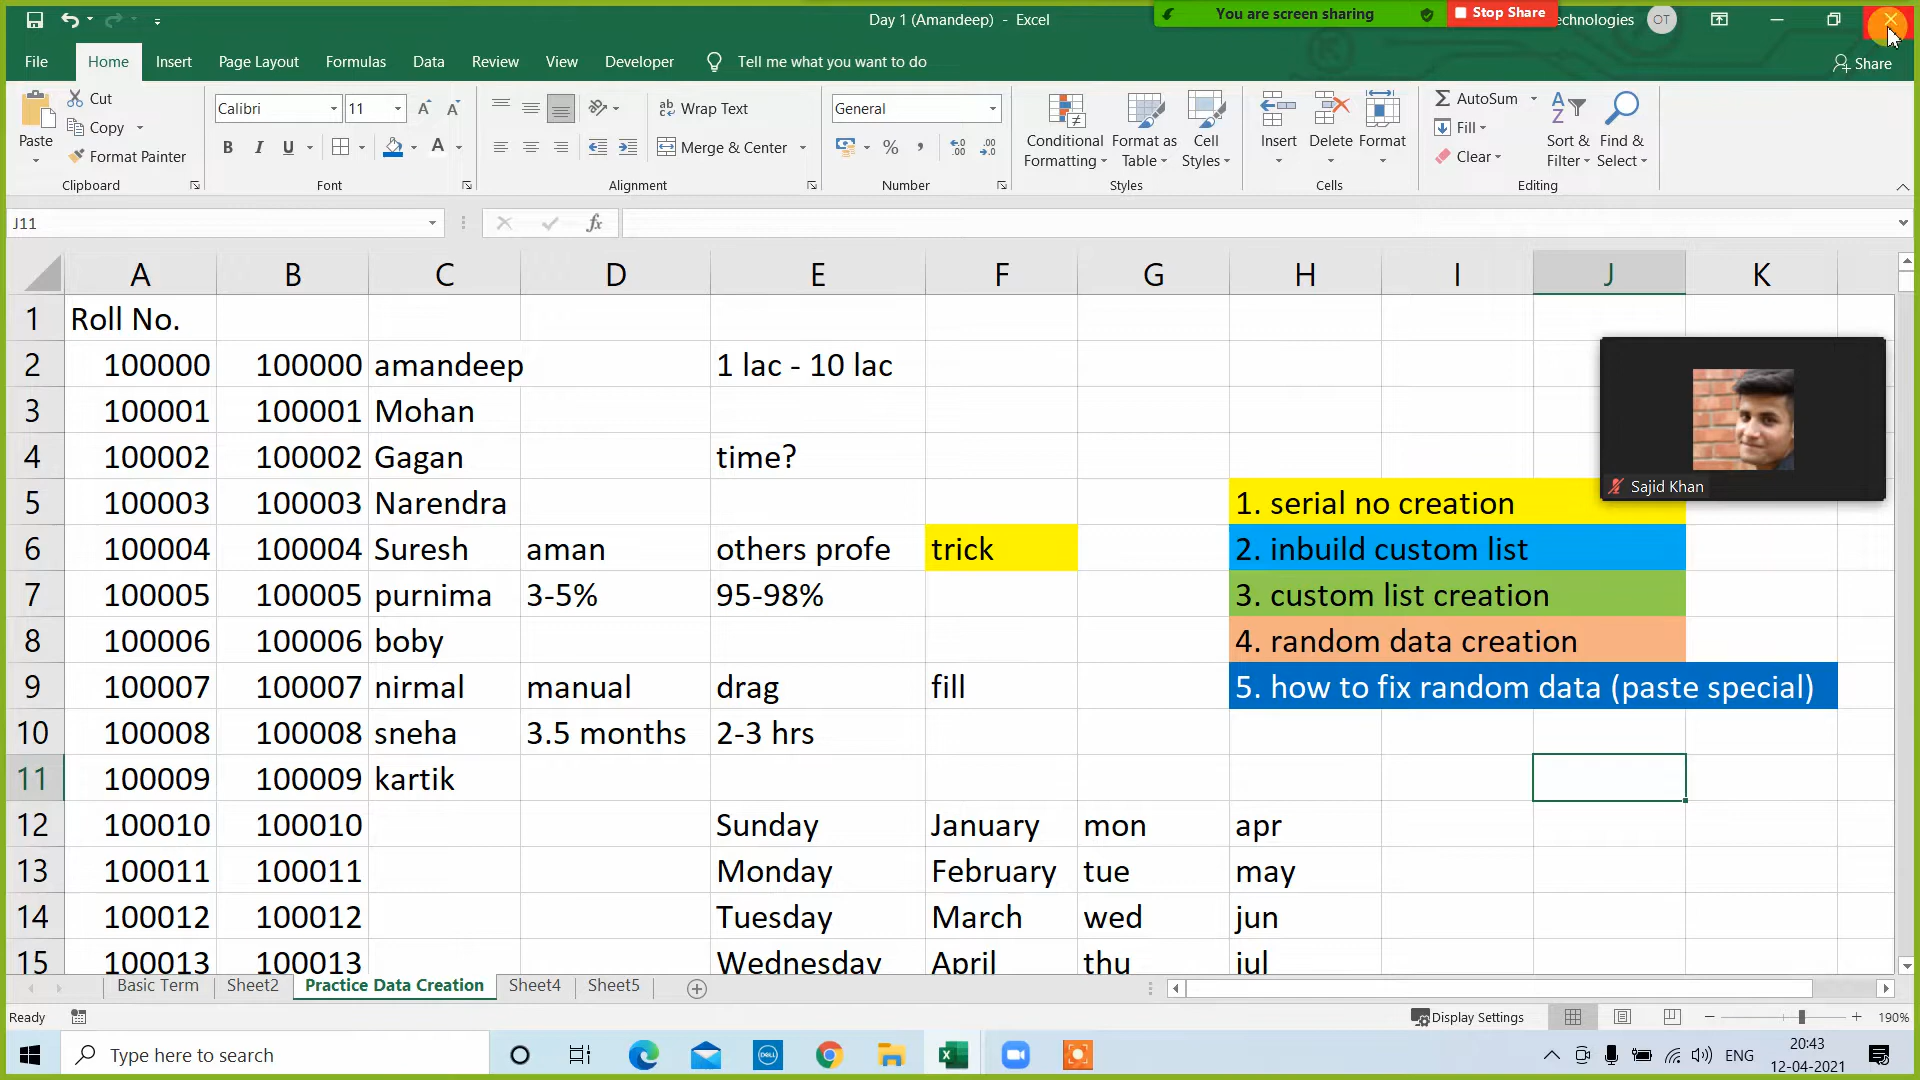 Day 1 (Amandeep) - Excel
You are screen sharing
Stop Share
echnologies
OT
File Home Insert Page Layout Formulas Data Review View Developer Tell me what you want to do
Share
Paste
Cut
Copy
Format Painter
Clipboard
Calibri 11
B I U
Font
Wrap Text
Merge & Center
Alignment
General
Number
Conditional Formatting
Format as Table
Cell Styles
Styles
Insert Delete Format
Cells
AutoSum
Fill
Clear
Sort & Filter
Find & Select
Editing
J11
fx
A B C D E F G H I J K
1 Roll No.
2 100000 100000 amandeep 1 lac - 10 lac
3 100001 100001 Mohan
4 100002 100002 Gagan time?
5 100003 100003 Narendra 1. serial no creation
6 100004 100004 Suresh aman others profe trick 2. inbuild custom list
7 100005 100005 purnima 3-5% 95-98% 3. custom list creation
8 100006 100006 boby 4. random data creation
9 100007 100007 nirmal manual drag fill 5. how to fix random data (paste special)
10 100008 100008 sneha 3.5 months 2-3 hrs
11 100009 100009 kartik
12 100010 100010 Sunday January mon apr
13 100011 100011 Monday February tue may
14 100012 100012 Tuesday March wed jun
15 100013 100013 Wednesday April thu jul
Sajid Khan
Basic Term Sheet2 Practice Data Creation Sheet4 Sheet5
Ready
Display Settings
190%
Type here to search
DELL
ENG
20:43
12-04-2021